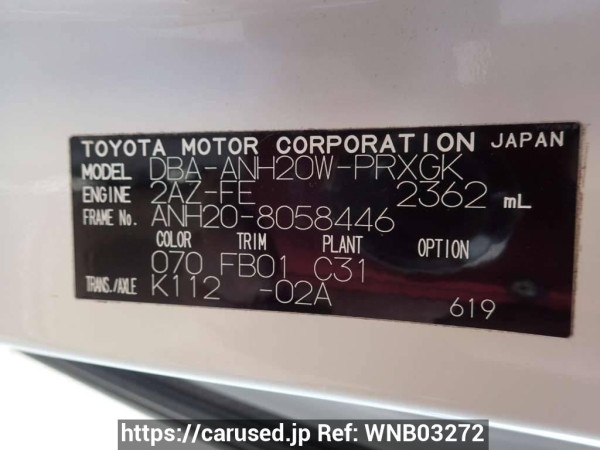 TOYOTA MOTOR CORPORATION JAPAN
MODEL DBA-ANH20W-PRXGK
ENGINE 2AZ-FE 2362 mL
FRAME No. ANH20-8058446
COLOR TRIM PLANT OPTION
070 FB01 C31
TRANS./AXLE K112 -02A
619
https://carused.jp Ref: WNB03272